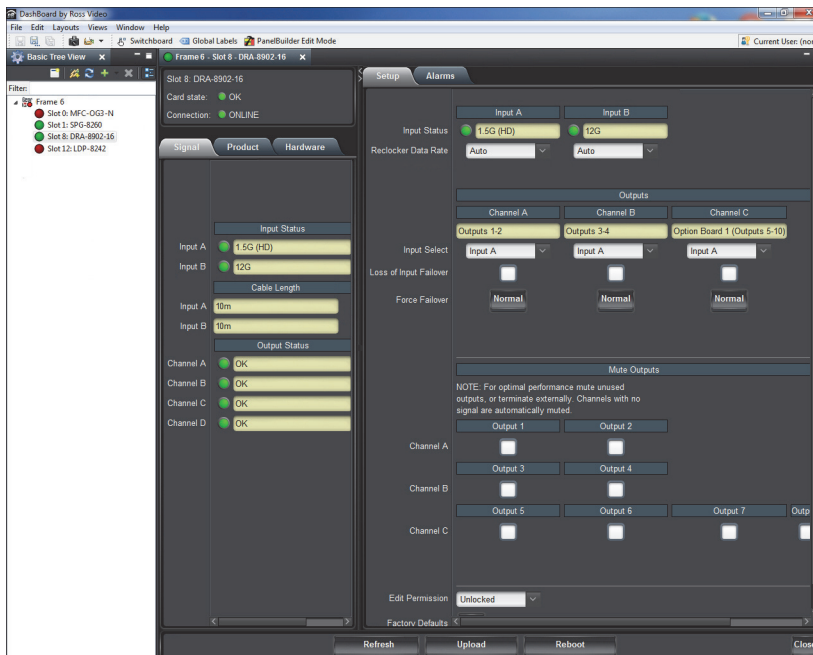 DashBoard by Ross Video
File Edit Layouts Views Window Help
Switchboard Global Labels PanelBuilder Edit Mode
Current User: (nor
Basic Tree View
Filter:
Frame 6
Slot 0: MFC-OG3-N
Slot 1: SPG-8260
Slot 8: DRA-8902-16
Slot 12: LDP-8242
Frame 6 - Slot 8 - DRA-8902-16
Slot 8: DRA-8902-16
Card state: OK
Connection: ONLINE
Signal Product Hardware
Input Status
Input A 1.5G (HD)
Input B 12G
Cable Length
Input A 10m
Input B 10m
Output Status
Channel A OK
Channel B OK
Channel C OK
Channel D OK
Setup Alarms
Input A Input B
Input Status 1.5G (HD) 12G
Reclocker Data Rate Auto Auto
Outputs
Channel A Channel B Channel C
Outputs 1-2 Outputs 3-4 Option Board 1 (Outputs 5-10)
Input Select Input A Input A Input A
Loss of Input Failover
Force Failover Normal Normal Normal
Mute Outputs
NOTE: For optimal performance mute unused
outputs, or terminate externally. Channels with no
signal are automatically muted.
Output 1 Output 2
Channel A
Output 3 Output 4
Channel B
Output 5 Output 6 Output 7 Outp
Channel C
Edit Permission Unlocked
Factory Defaults
Refresh Upload Reboot Close